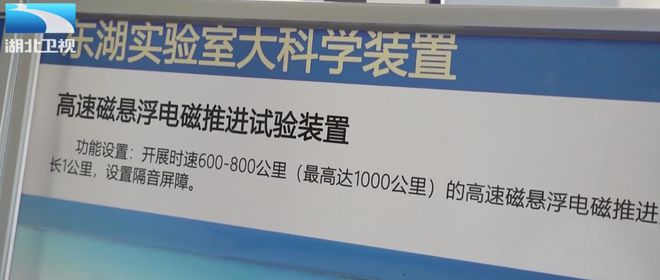 湖北卫视
东湖实验室大科学装置
高速磁悬浮电磁推进试验装置
功能设置：开展时速600-800公里（最高达1000公里）的高速磁悬浮电磁推进
长1公里，设置隔音屏障。